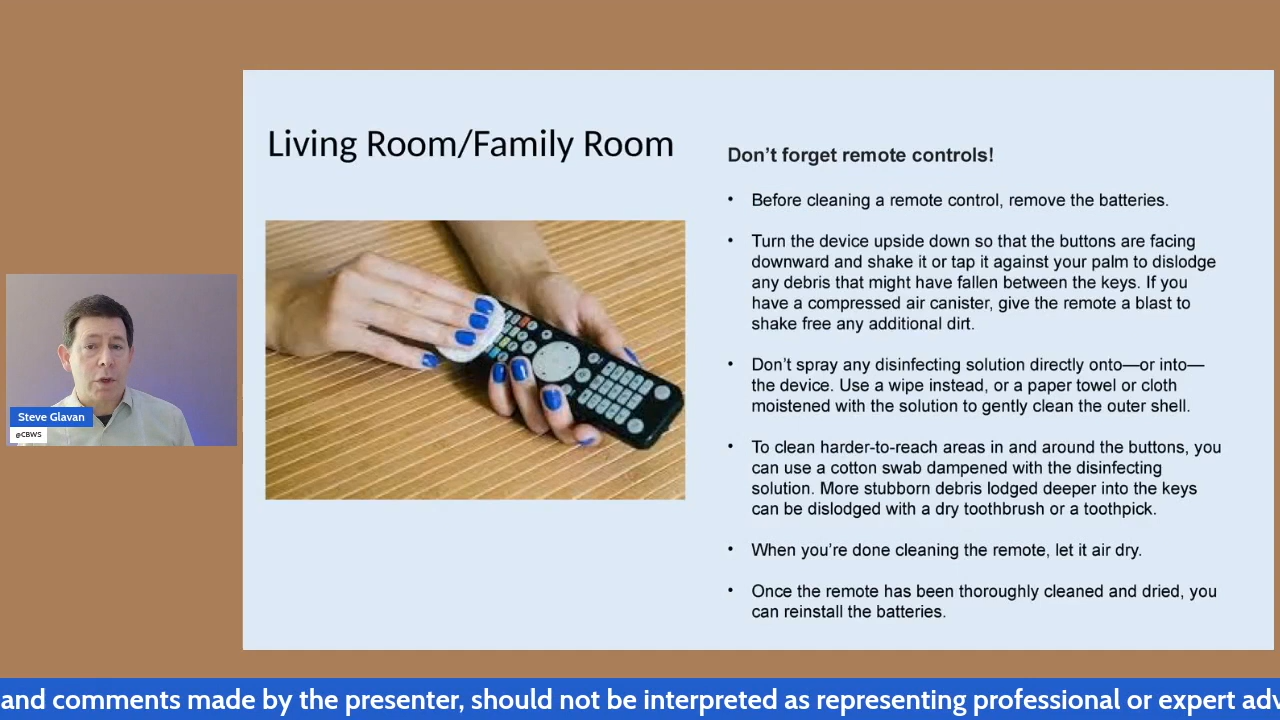 Living Room/Family Room
Don’t forget remote controls!
• Before cleaning a remote control, remove the batteries.
• Turn the device upside down so that the buttons are facing
downward and shake it or tap it against your palm to dislodge
any debris that might have fallen between the keys. If you
have a compressed air canister, give the remote a blast to
shake free any additional dirt.
• Don’t spray any disinfecting solution directly onto—or into—
the device. Use a wipe instead, or a paper towel or cloth
moistened with the solution to gently clean the outer shell.
• To clean harder-to-reach areas in and around the buttons, you
can use a cotton swab dampened with the disinfecting
solution. More stubborn debris lodged deeper into the keys
can be dislodged with a dry toothbrush or a toothpick.
• When you’re done cleaning the remote, let it air dry.
• Once the remote has been thoroughly cleaned and dried, you
can reinstall the batteries.
Steve Glavan
@CBWS
and comments made by the presenter, should not be interpreted as representing professional or expert adv